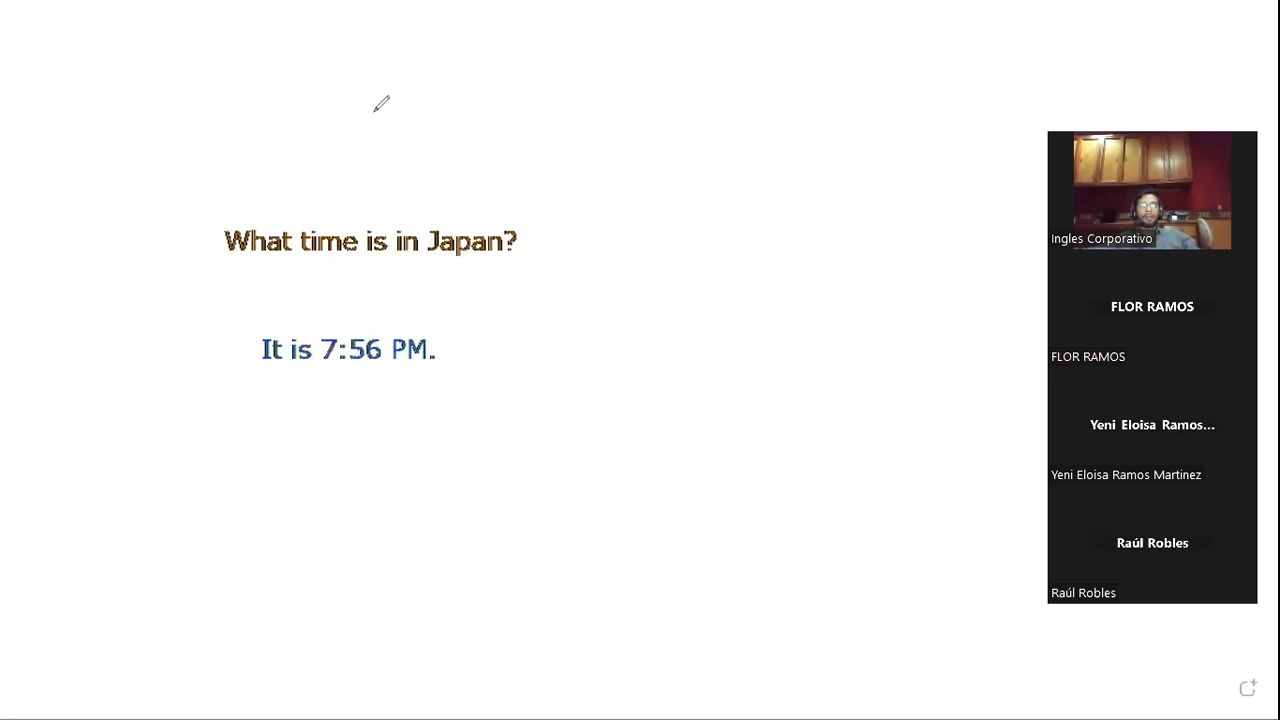 What time is in Japan?
It is 7:56 PM.
Ingles Corporativo
FLOR RAMOS
FLOR RAMOS
Yeni Eloisa Ramos...
Yeni Eloisa Ramos Martinez
Raúl Robles
Raúl Robles